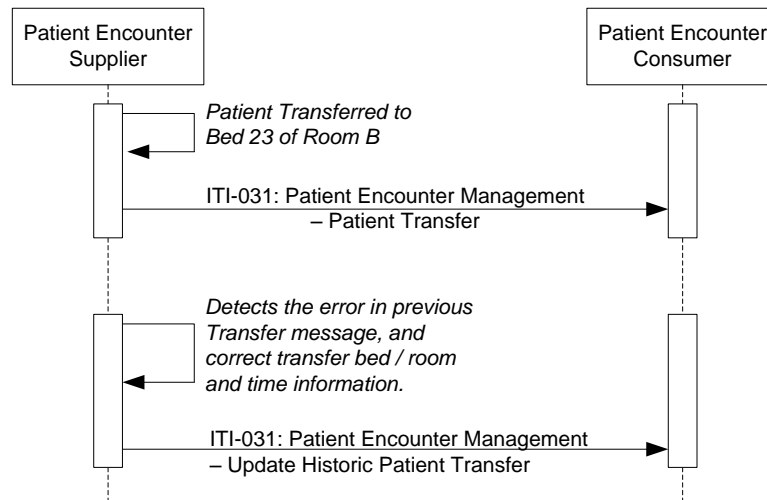 Patient Encounter
Supplier
Patient Encounter
Consumer
Patient Transferred to
Bed 23 of Room B
ITI-031: Patient Encounter Management
– Patient Transfer
Detects the error in previous
Transfer message, and
correct transfer bed / room
and time information.
ITI-031: Patient Encounter Management
– Update Historic Patient Transfer